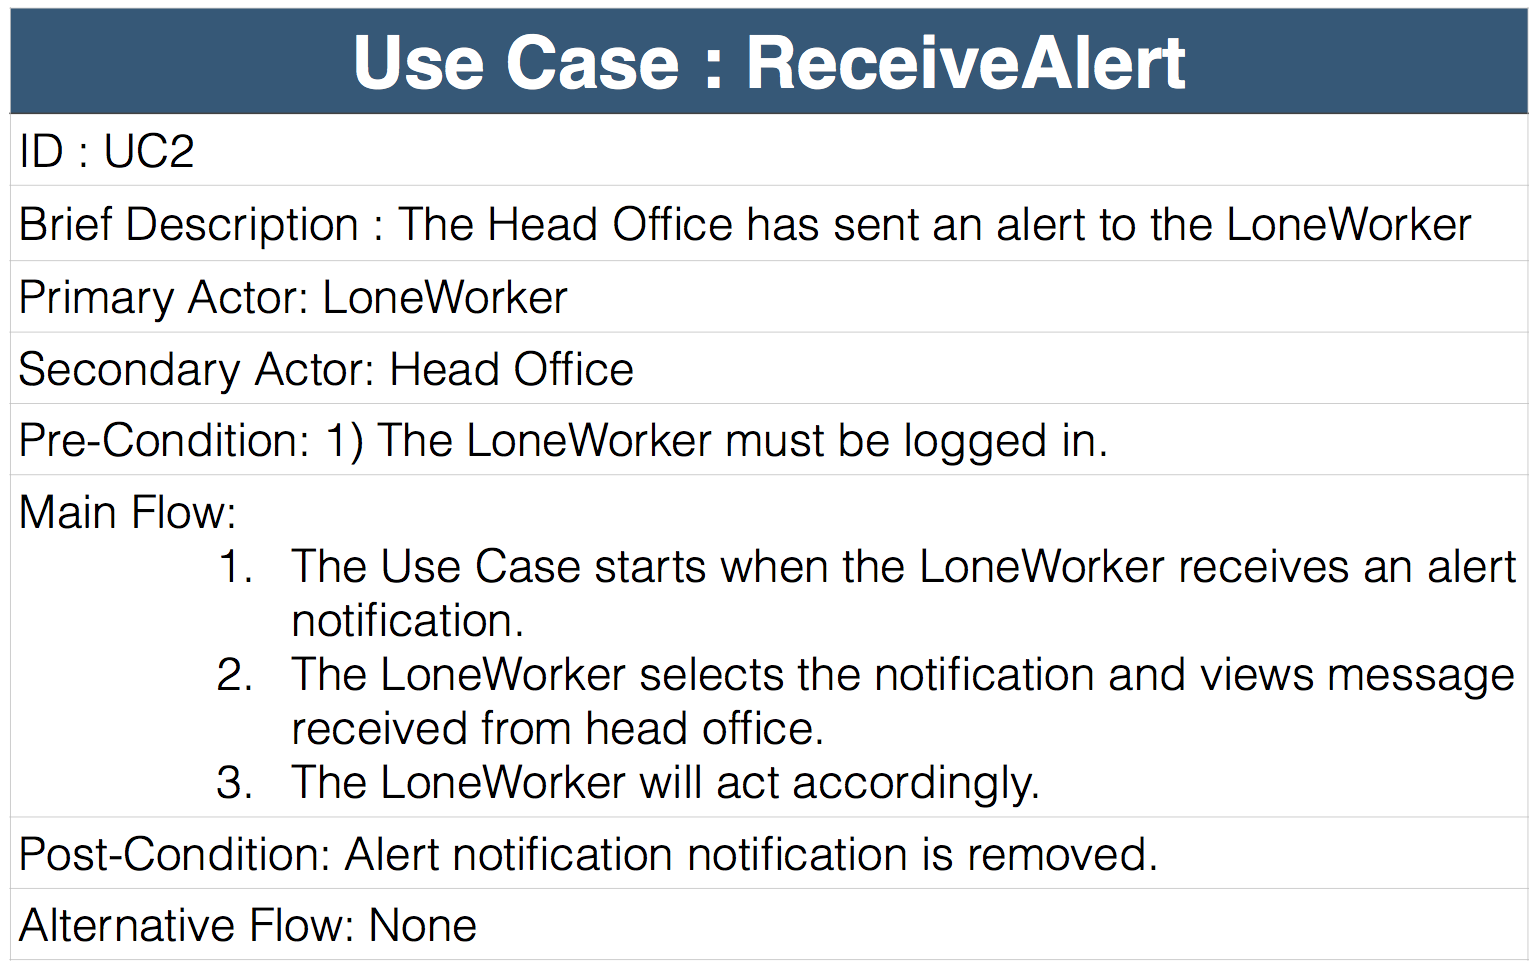 Use Case : ReceiveAlert
ID : UC2
Brief Description : The Head Office has sent an alert to the LoneWorker
Primary Actor: LoneWorker
Secondary Actor: Head Office
Pre-Condition: 1) The LoneWorker must be logged in.
Main Flow:
1. The Use Case starts when the LoneWorker receives an alert
notification.
2. The LoneWorker selects the notification and views message
received from head office.
3. The LoneWorker will act accordingly.
Post-Condition: Alert notification notification is removed.
Alternative Flow: None